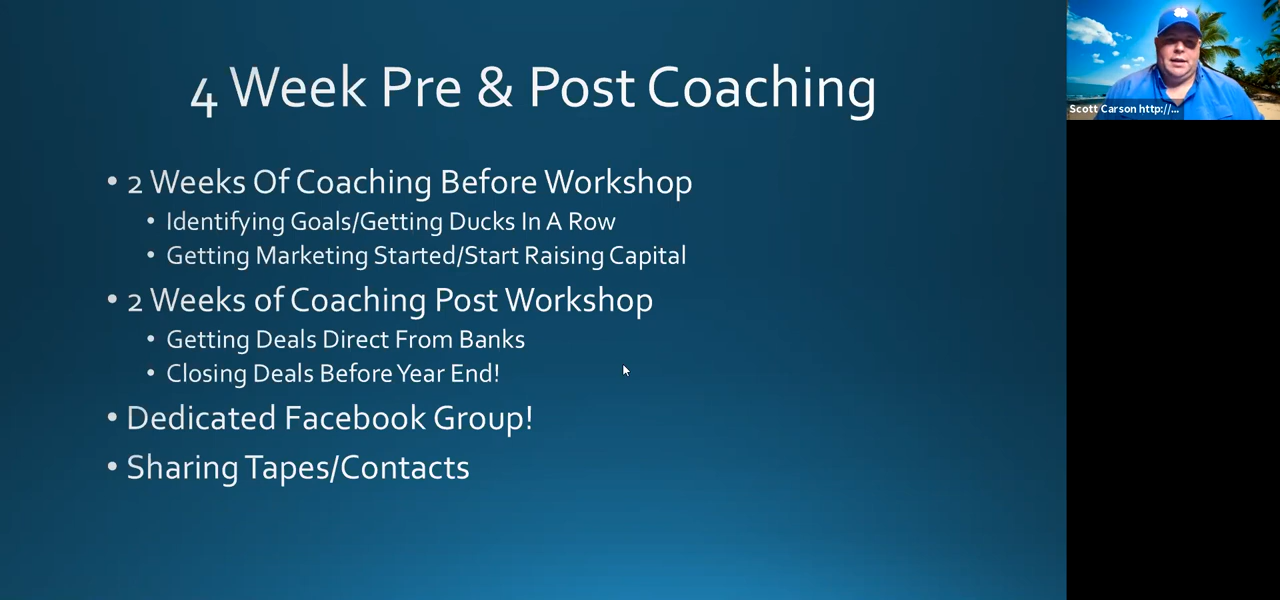 4 Week Pre & Post Coaching
• 2 Weeks Of Coaching Before Workshop
• Identifying Goals/Getting Ducks In A Row
• Getting Marketing Started/Start Raising Capital
• 2 Weeks of Coaching Post Workshop
• Getting Deals Direct From Banks
• Closing Deals Before Year End!
• Dedicated Facebook Group!
• Sharing Tapes/Contacts
Scott Carson http://...